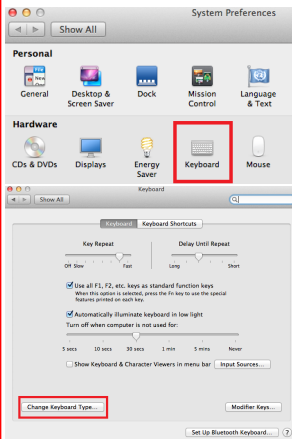 System Preferences
Show All
Personal
General
Desktop &
Screen Saver
Dock
Mission
Control
Language
& Text
Hardware
CDs & DVDs
Displays
Energy
Saver
Keyboard
Mouse
Keyboard
Show All
Keyboard Keyboard Shortcuts
Key Repeat Delay Until Repeat
Off Slow Fast Long Short
Use all F1, F2, etc. keys as standard function keys
When this option is selected, press the Fn key to use the special
features printed on each key.
Automatically illuminate keyboard in low light
Turn off when computer is not used for:
5 secs 10 secs 30 secs 1 min 5 mins Never
Show Keyboard & Character Viewers in menu bar Input Sources...
Change Keyboard Type... Modifier Keys...
Set Up Bluetooth Keyboard... ?